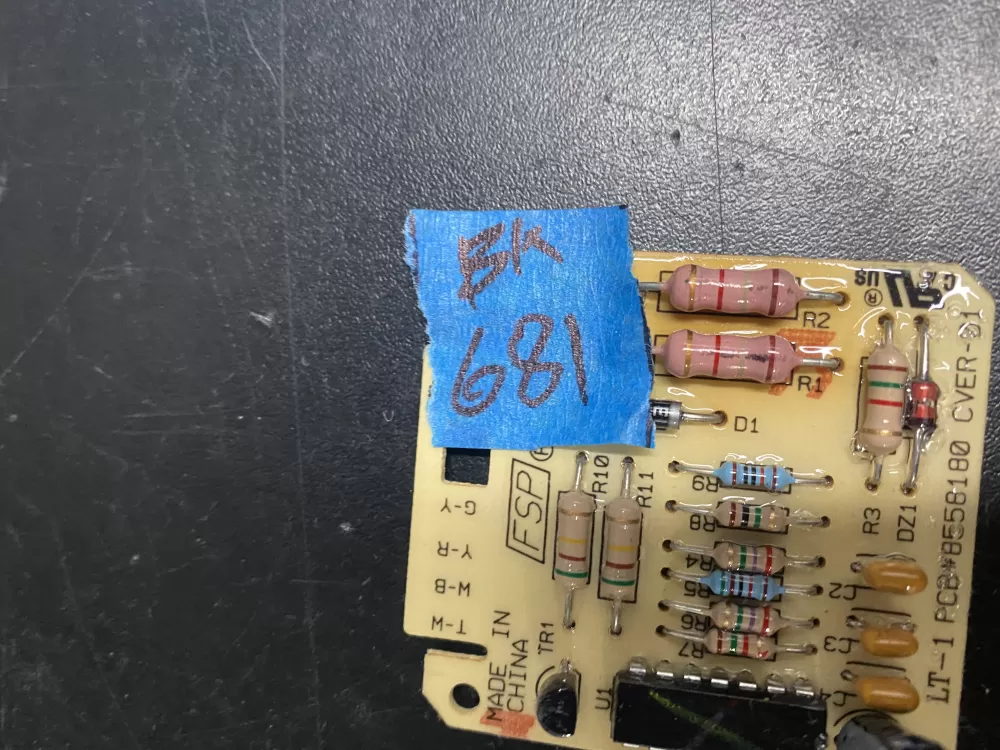 BK
681
R2
R1
D1
C US
®
R3
DZ1
LT-1 PCB#8558180 CVER-01
R10
R11
FSP
R9
R8
R4
R5
R6
R7
C2
C3
G-Y
Y-R
W-B
T-W
MADE IN
CHINA
TR1
U1